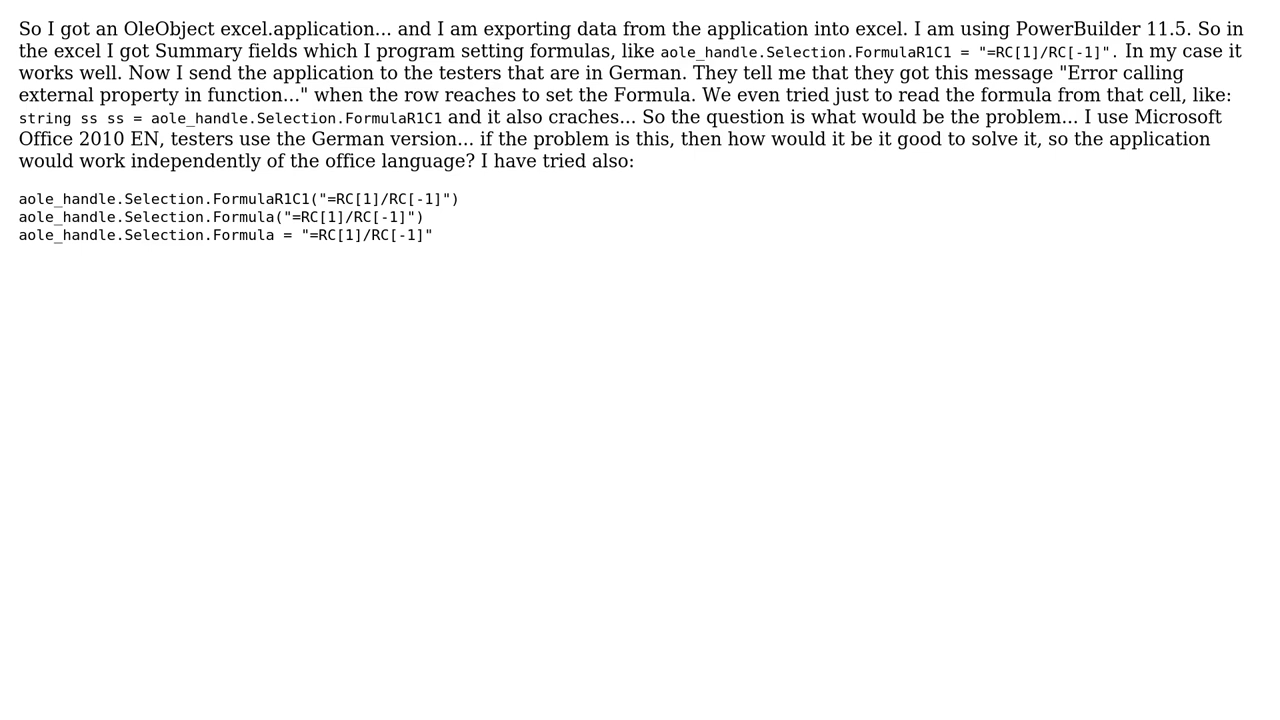 So I got an OleObject excel.application... and I am exporting data from the application into excel. I am using PowerBuilder 11.5. So in
the excel I got Summary fields which I program setting formulas, like aole_handle.Selection.FormulaR1C1 = "=RC[1]/RC[-1]". In my case it
works well. Now I send the application to the testers that are in German. They tell me that they got this message "Error calling
external property in function..." when the row reaches to set the Formula. We even tried just to read the formula from that cell, like:
string ss ss = aole_handle.Selection.FormulaR1C1 and it also craches... So the question is what would be the problem... I use Microsoft
Office 2010 EN, testers use the German version... if the problem is this, then how would it be it good to solve it, so the application
would work independently of the office language? I have tried also:
aole_handle.Selection.FormulaR1C1("=RC[1]/RC[-1]")
aole_handle.Selection.Formula("=RC[1]/RC[-1]")
aole_handle.Selection.Formula = "=RC[1]/RC[-1]"